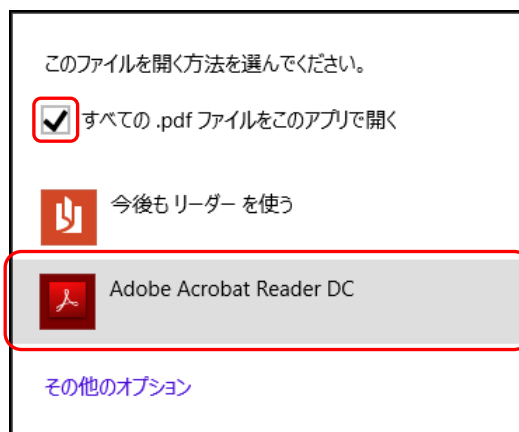 このファイルを開く方法を選んでください。
すべての .pdf ファイルをこのアプリで開く
今後も リーダー を使う
Adobe Acrobat Reader DC
その他のオプション